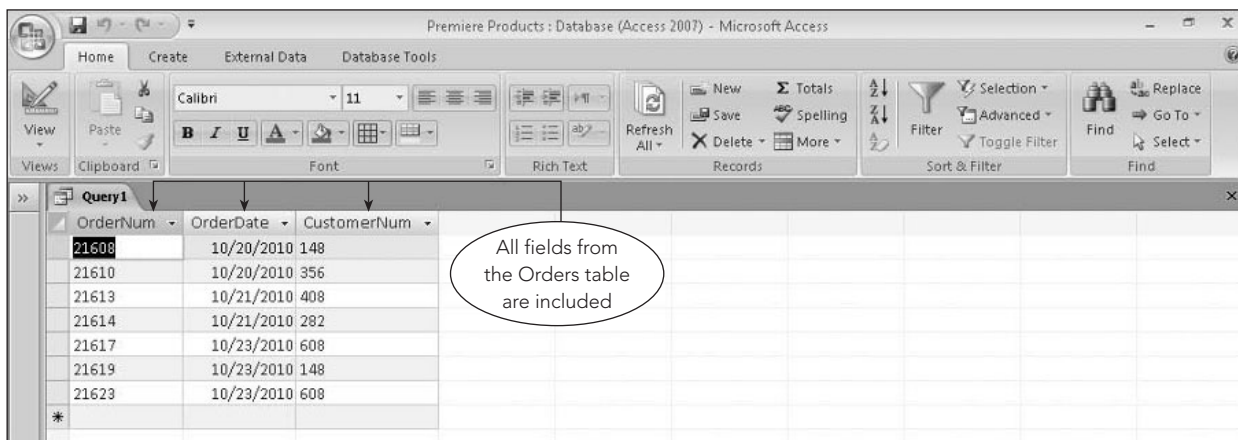 Premiere Products : Database (Access 2007) - Microsoft Access
Home Create External Data Database Tools
View
Views
Paste
Clipboard
Calibri 11
B I U A
Font
ab
Rich Text
Refresh All
New
Save
Delete
Totals
Spelling
More
Records
Filter
Selection
Advanced
Toggle Filter
Sort & Filter
Find
Replace
Go To
Select
Find
Query1
OrderNum OrderDate CustomerNum
21608 10/20/2010 148
21610 10/20/2010 356
21613 10/21/2010 408
21614 10/21/2010 282
21617 10/23/2010 608
21619 10/23/2010 148
21623 10/23/2010 608
All fields from
the Orders table
are included